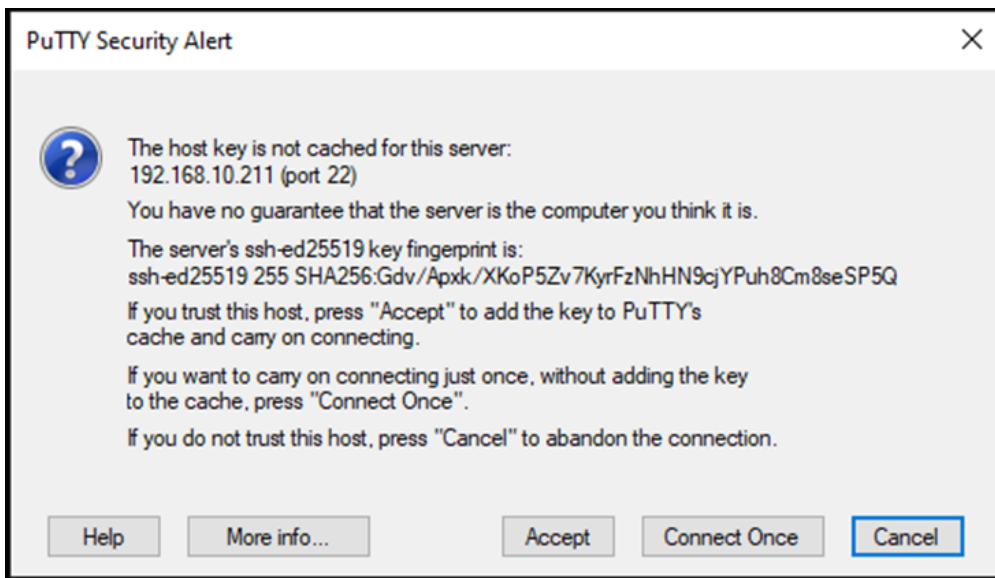 PuTTY Security Alert
The host key is not cached for this server:
192.168.10.211 (port 22)
You have no guarantee that the server is the computer you think it is.
The server's ssh-ed25519 key fingerprint is:
ssh-ed25519 255 SHA256:Gdv/Apxk/XKoP5Zv7KyrFzNhHN9cjYPuh8Cm8seSP5Q
If you trust this host, press "Accept" to add the key to PuTTY's
cache and carry on connecting.
If you want to carry on connecting just once, without adding the key
to the cache, press "Connect Once".
If you do not trust this host, press "Cancel" to abandon the connection.
Help More info... Accept Connect Once Cancel